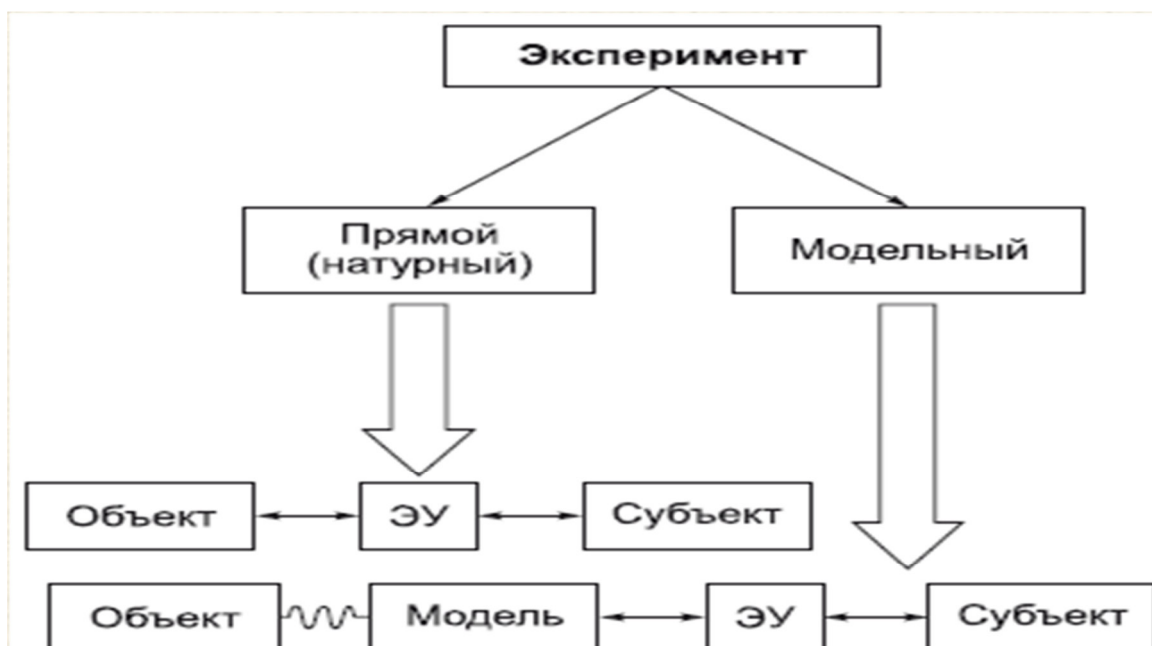 Эксперимент
Прямой
(натурный)
Модельный
Объект
ЭУ
Субъект
Объект
Модель
ЭУ
Субъект